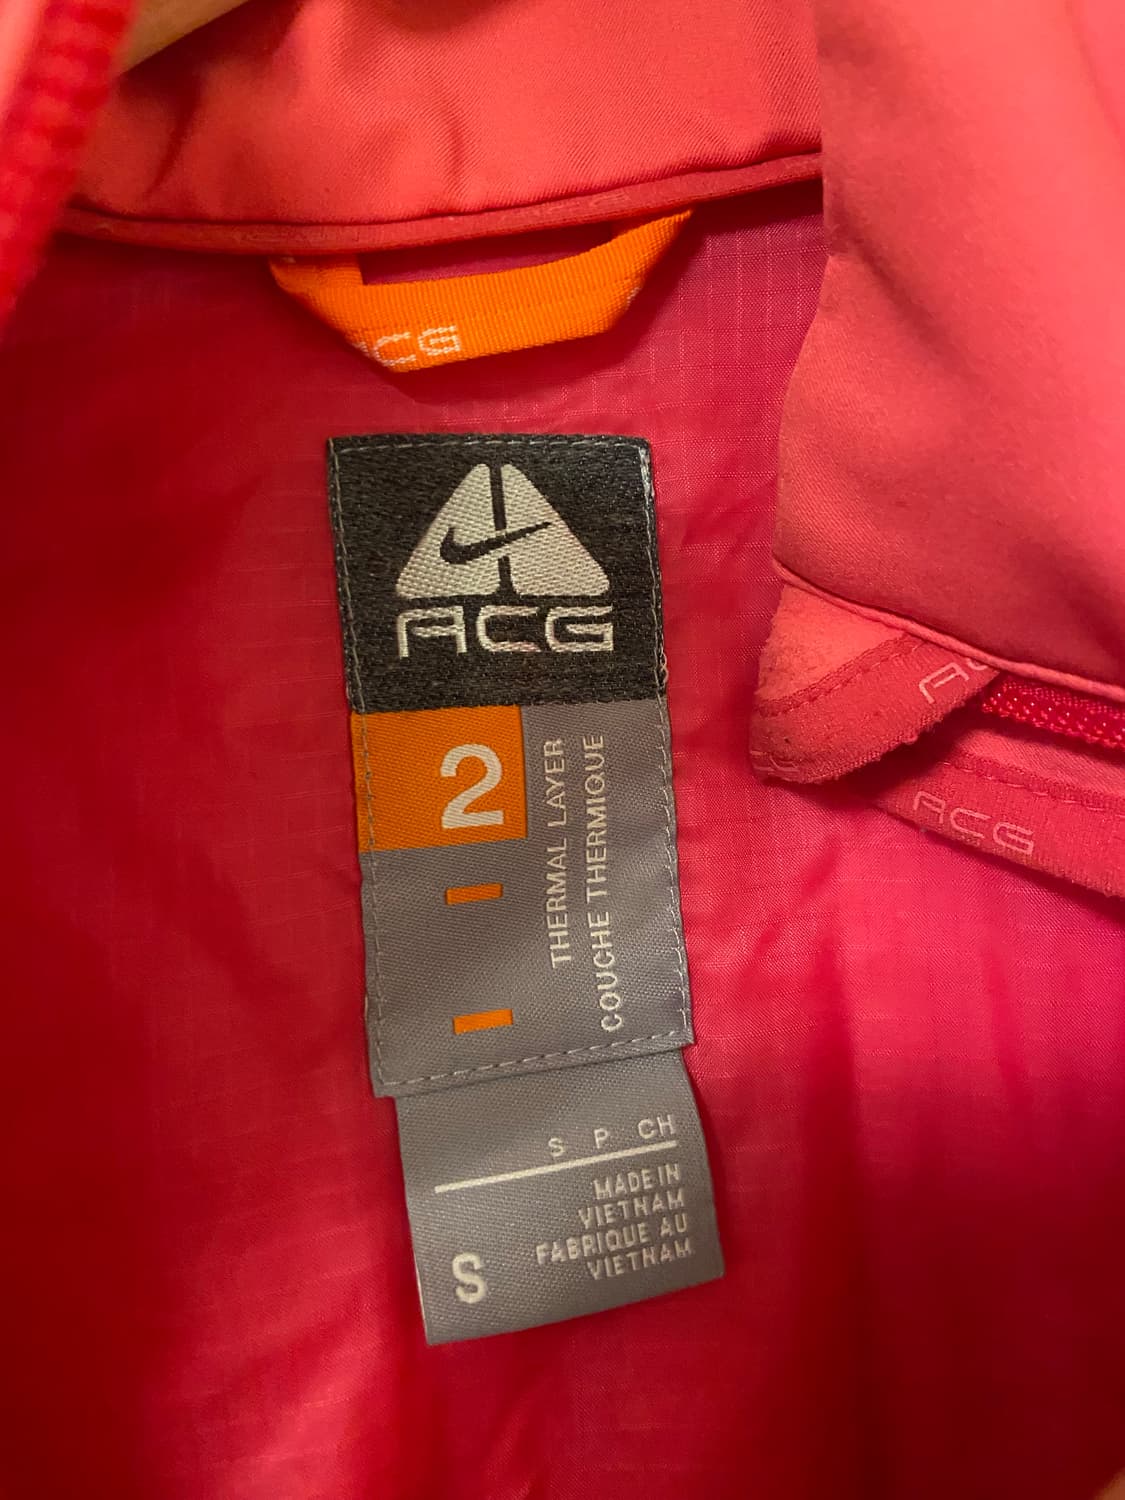 ACG
ACG
2
THERMAL LAYER
COUCHE THERMIQUE
S P CH
MADE IN
VIETNAM
FABRIQUE AU
VIETNAM
S
ACG
ACG